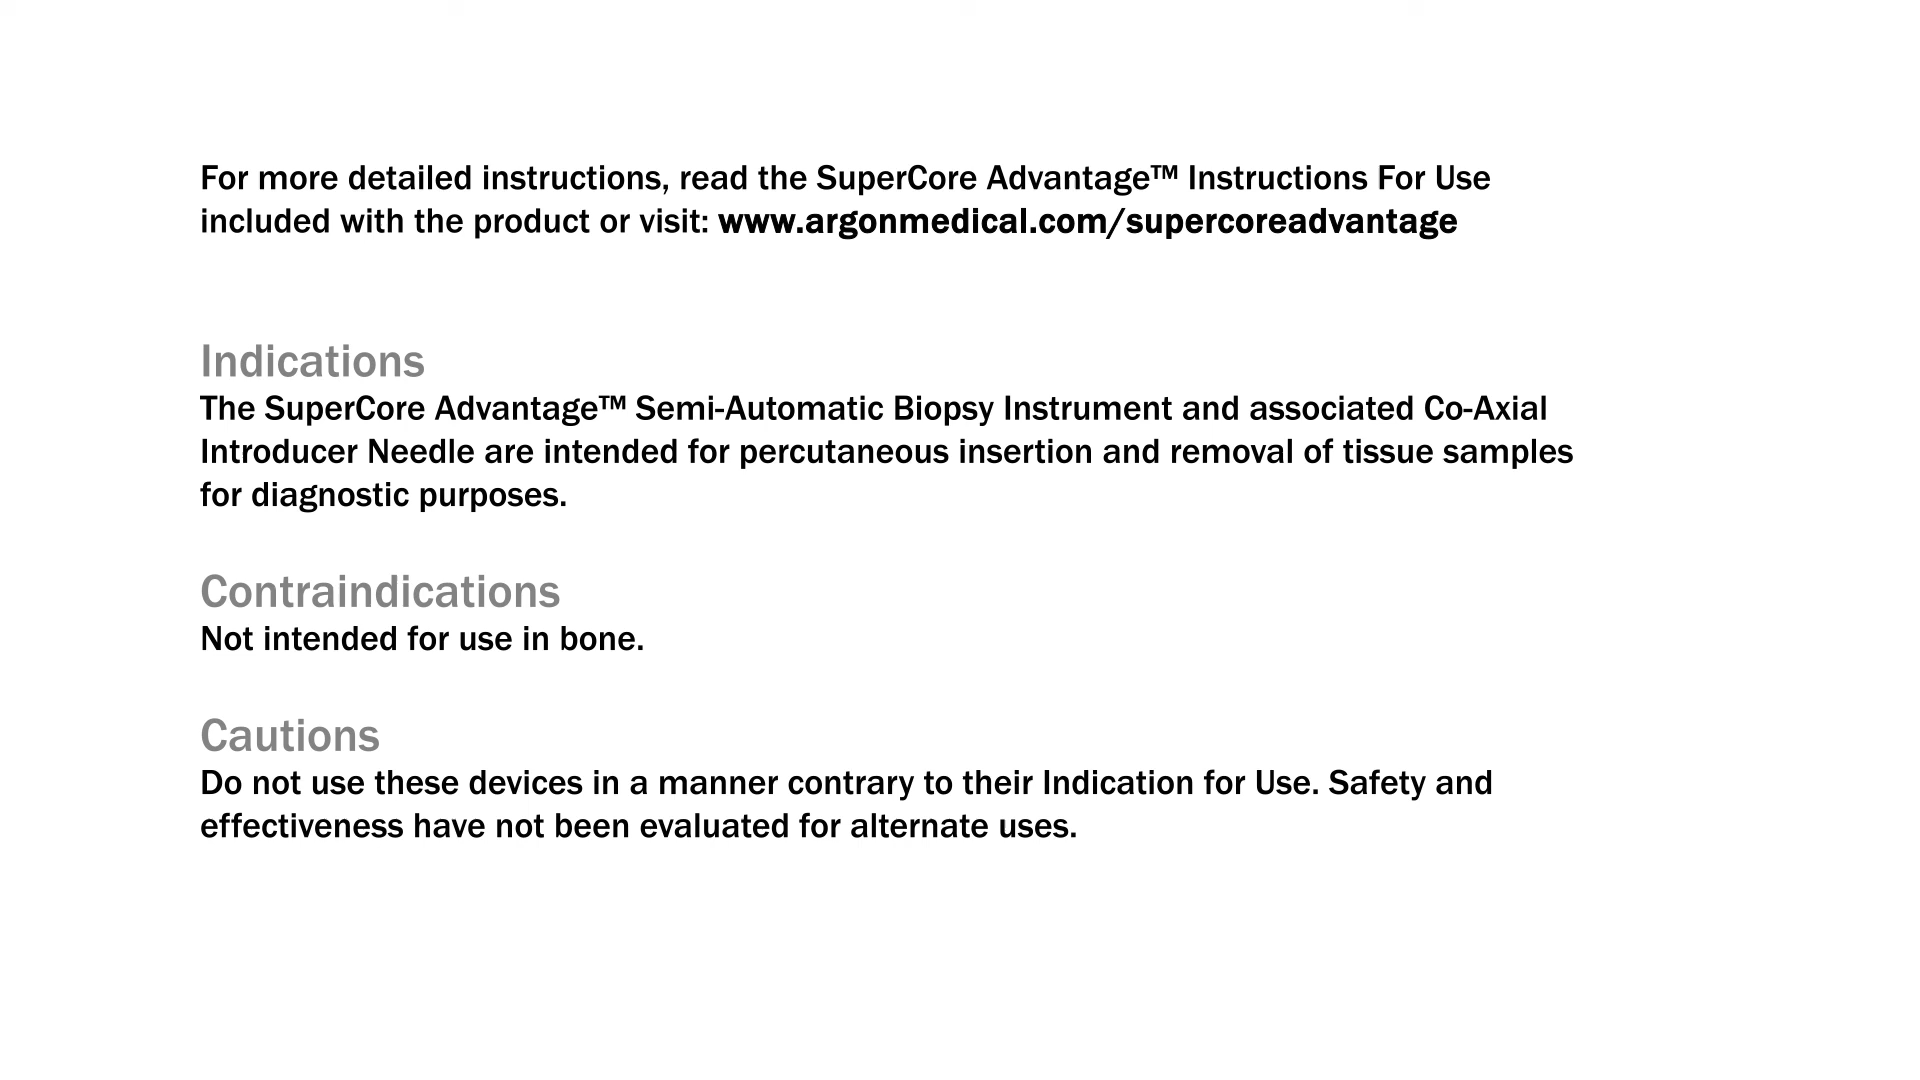 For more detailed instructions, read the SuperCore Advantage™ Instructions For Use
included with the product or visit: www.argonmedical.com/supercoreadvantage
Indications
The SuperCore Advantage™ Semi-Automatic Biopsy Instrument and associated Co-Axial
Introducer Needle are intended for percutaneous insertion and removal of tissue samples
for diagnostic purposes.
Contraindications
Not intended for use in bone.
Cautions
Do not use these devices in a manner contrary to their Indication for Use. Safety and
effectiveness have not been evaluated for alternate uses.